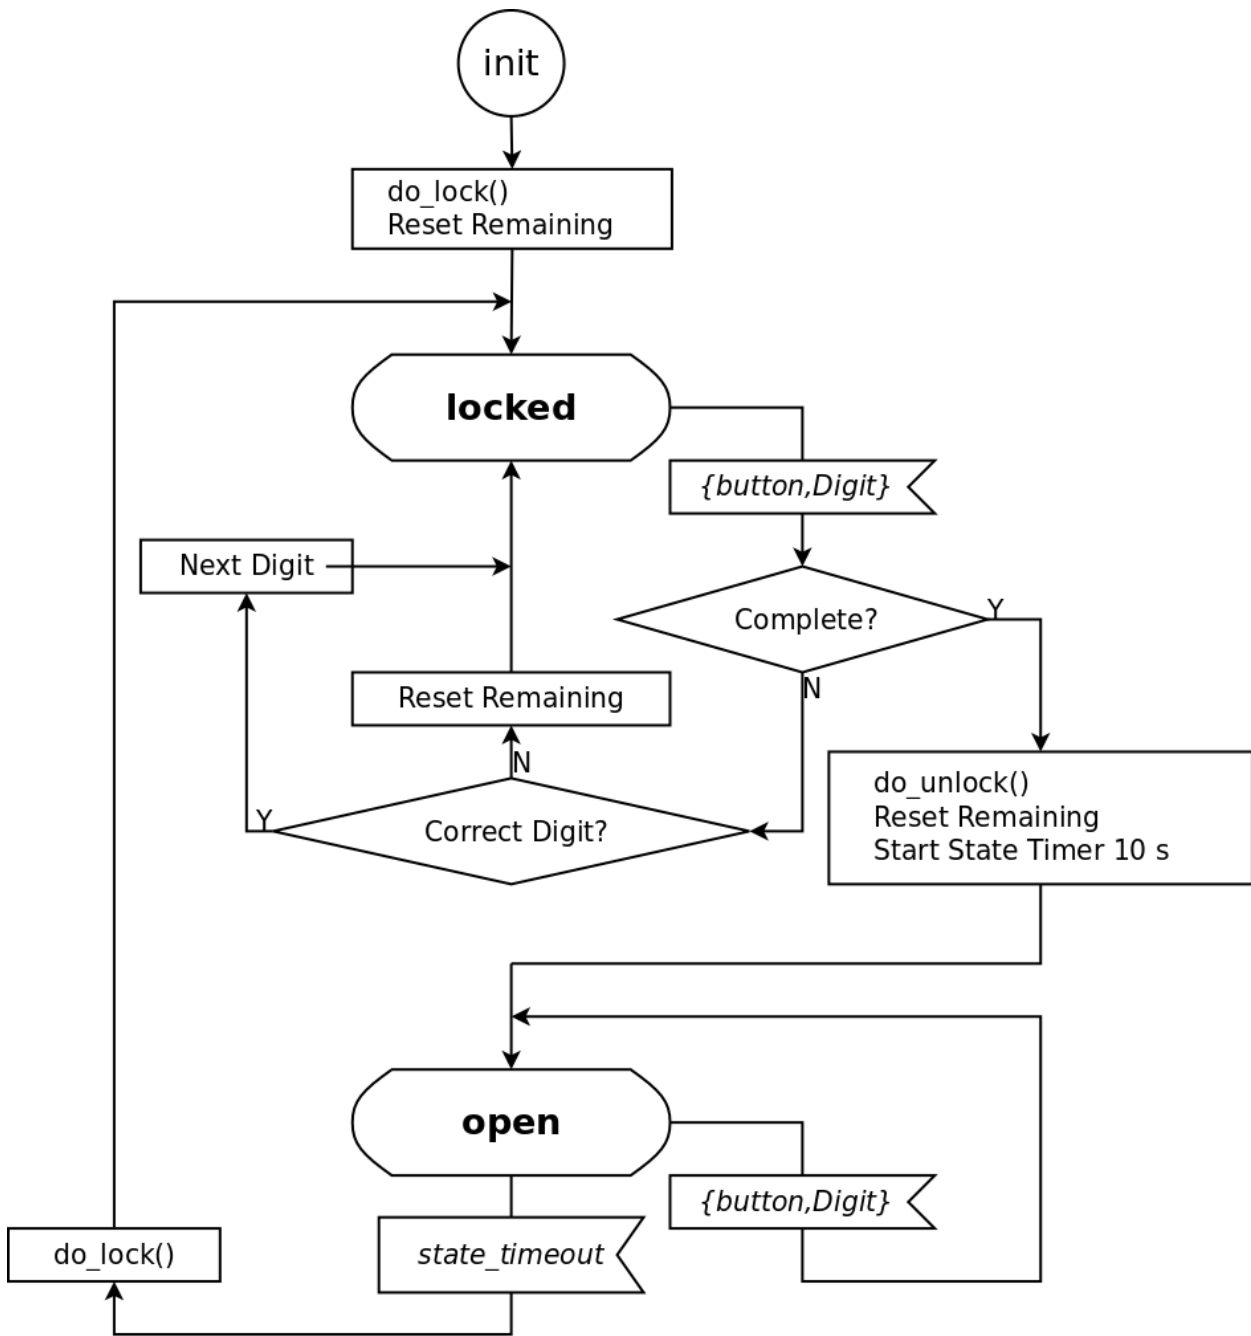 init
do_lock()
Reset Remaining
locked
{button,Digit}
Next Digit
Complete?
Y
N
Reset Remaining
N
Y
Correct Digit?
do_unlock()
Reset Remaining
Start State Timer 10 s
open
{button,Digit}
state_timeout
do_lock()